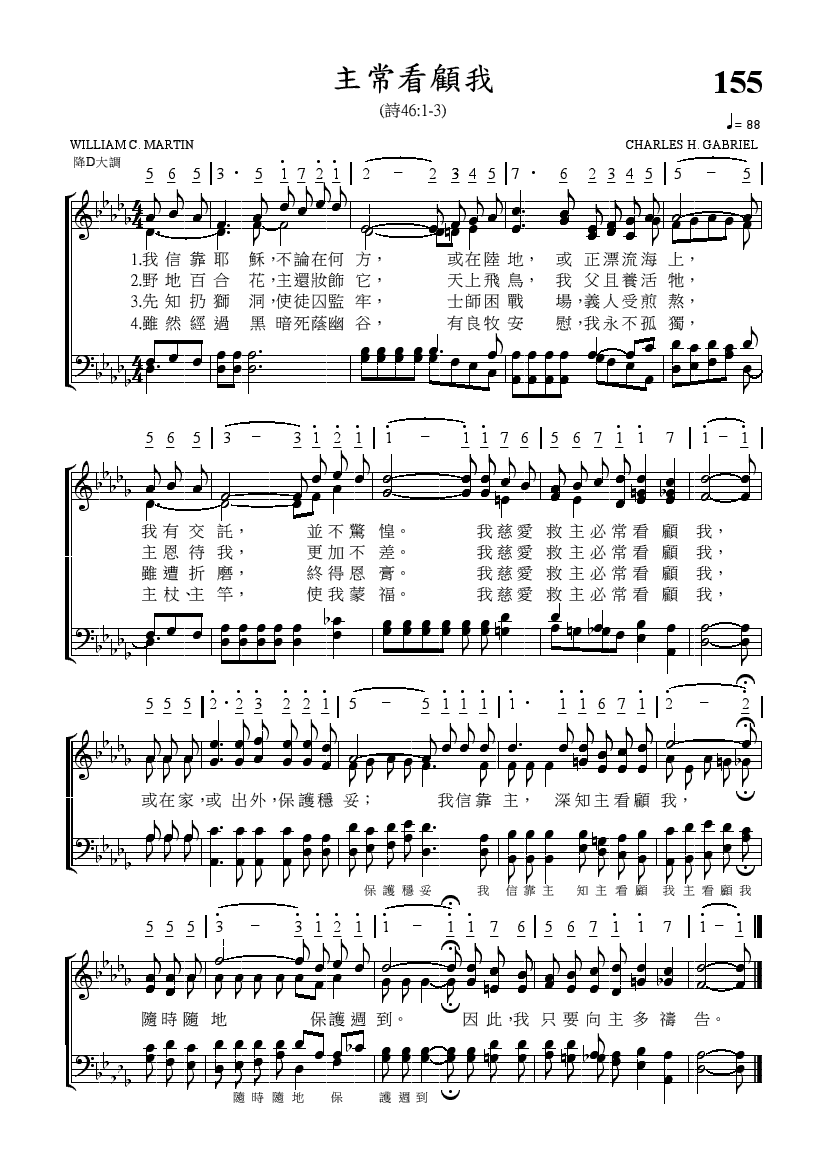 主常看顧我
155
(詩46:1-3)
♩= 88
WILLIAM C. MARTIN
CHARLES H. GABRIEL
降D大調
5 6 5 | 3· 5 1 7 2 1 | 2 – 2 3 4 5 | 7· 6 2 3 4 5 | 5 – 5 |
1.我信靠耶穌,不論在何方, 或在陸地, 或正漂流海上,
2.野地百合花,主還妝飾它, 天上飛鳥, 我父且養活牠,
3.先知扔獅洞,使徒囚監牢, 士師困戰場,義人受煎熬,
4.雖然經過黑暗死蔭幽谷, 有良牧安慰,我永不孤獨,
5 6 5 | 3 – 3 1 2 1 | 1 – 1 1 7 6 | 5 6 7 1 1 7 | 1 – 1 |
我有交託, 並不驚惶。 我慈愛救主必常看顧我,
主恩待我, 更加不差。 我慈愛救主必常看顧我,
雖遭折磨, 終得恩膏。 我慈愛救主必常看顧我,
主杖、主竿, 使我蒙福。 我慈愛救主必常看顧我,
5 5 5 | 2· 2 3 2 2 1 | 5 – 5 1 1 1 | 1· 1 1 6 7 1 | 2 – 2
或在家,或出外,保護穩妥; 我信靠主, 深知主看顧我,
保護穩妥 我信靠主 知主看顧我主看顧我
5 5 5 | 3 – 3 1 2 1 | 1 – 1 1 7 6 | 5 6 7 1 1 7 | 1 – 1
隨時隨地 保護週到。 因此,我只要向主多禱告。
隨時隨地保 護週到